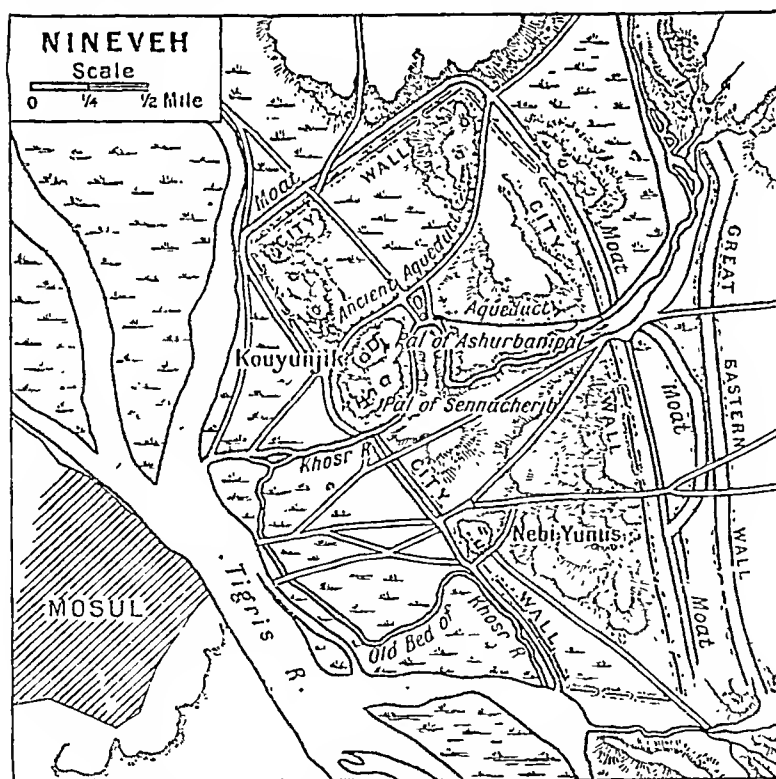 NINEVEH
Scale
0 ¼ ½ Mile
Moat
WALL
CITY
CITY
Moat
GREAT
EASTERN
WALL
Ancient Aqueduct
Aqueduct
Kouyunjik
Pal of Ashurbanipal
Pal of Sennacherib
WALL
Moat
Khosr R
CITY
Nebi Yunus
MOSUL
Tigris R.
Old Bed of Khosr R
WALL
Moat